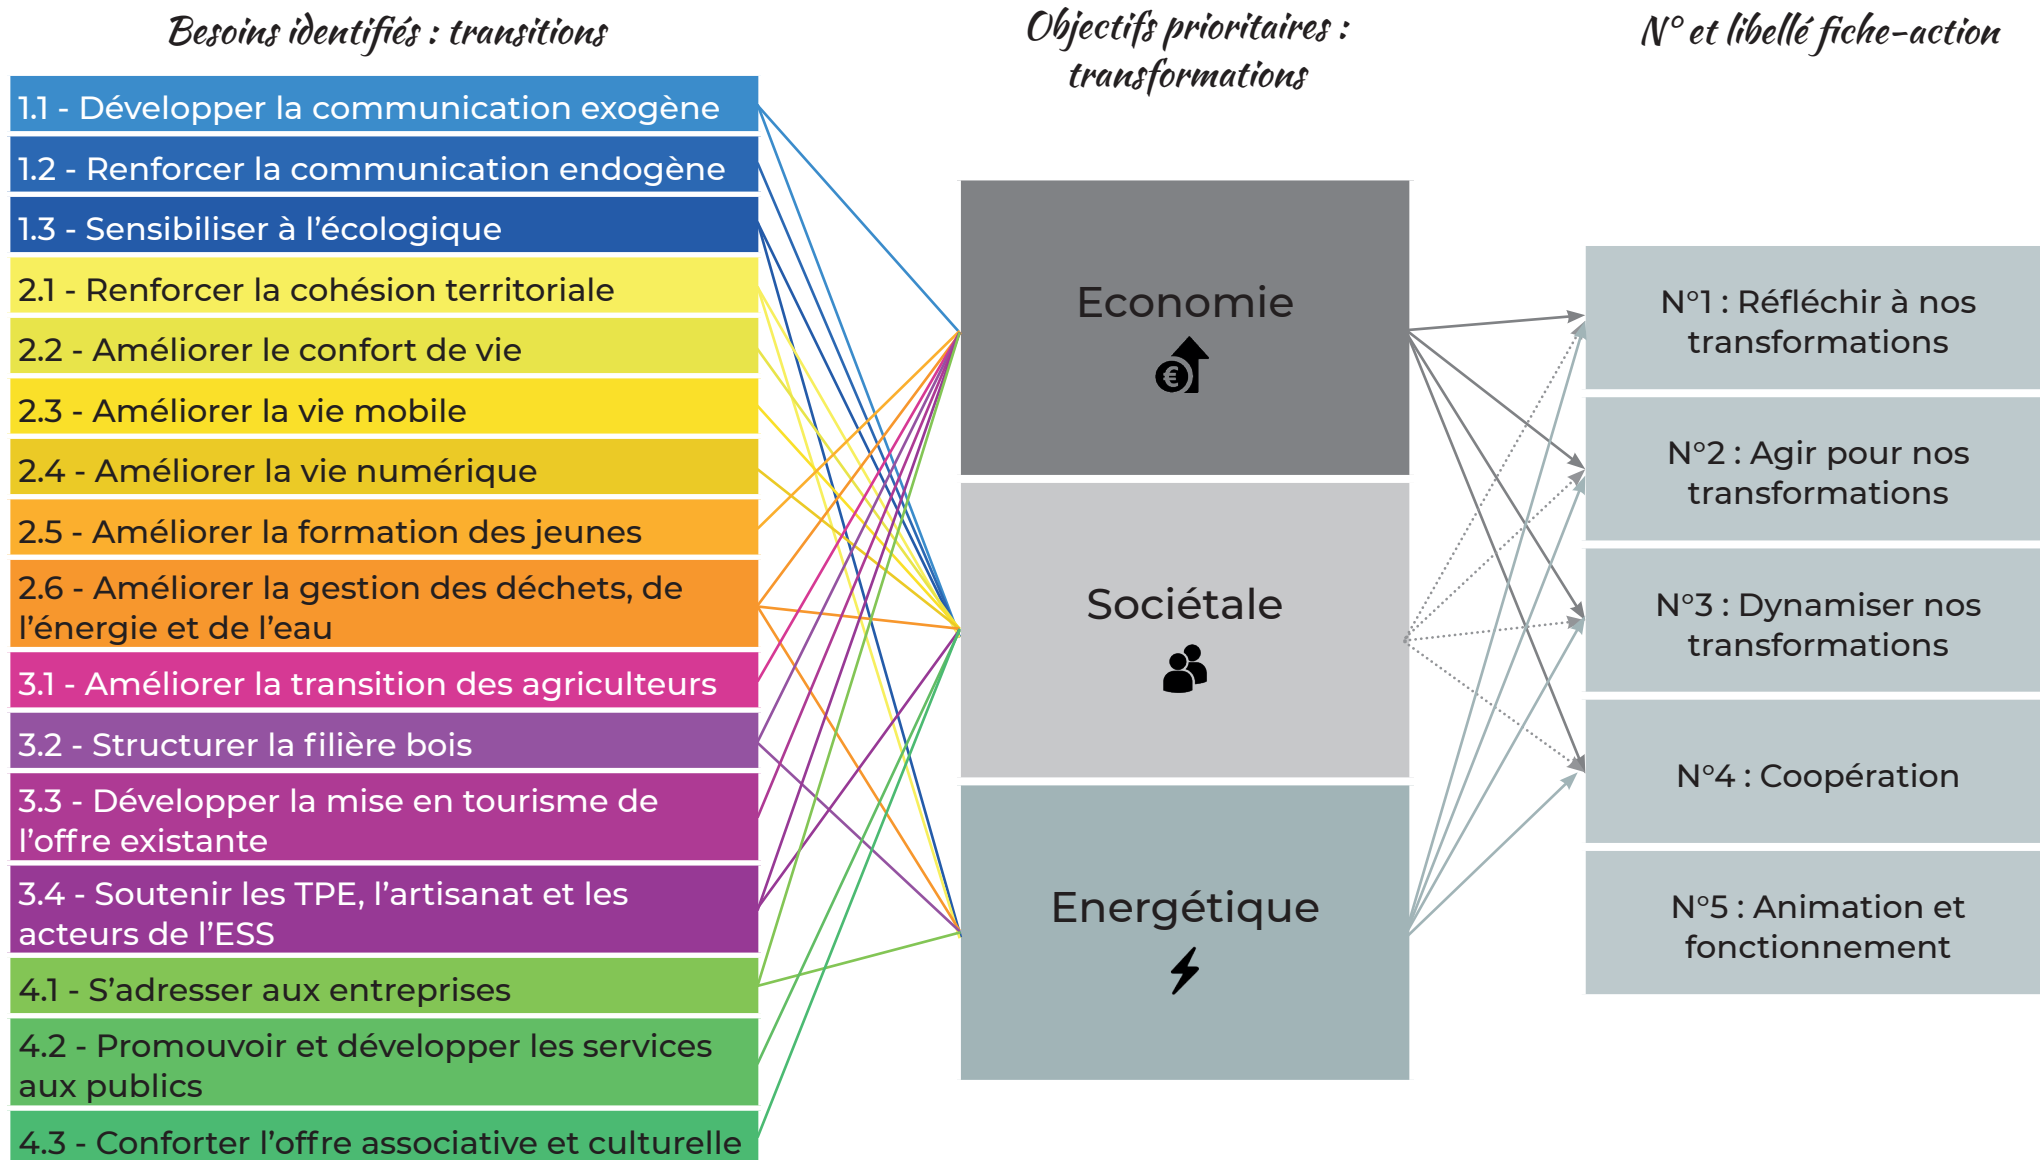 Besoins identifiés : transitions
Objectifs prioritaires :
transformations
N° et libellé fiche-action
1.1 - Développer la communication exogène
1.2 - Renforcer la communication endogène
1.3 - Sensibiliser à l’écologique
2.1 - Renforcer la cohésion territoriale
2.2 - Améliorer le confort de vie
2.3 - Améliorer la vie mobile
2.4 - Améliorer la vie numérique
2.5 - Améliorer la formation des jeunes
2.6 - Améliorer la gestion des déchets, de
l’énergie et de l’eau
3.1 - Améliorer la transition des agriculteurs
3.2 - Structurer la filière bois
3.3 - Développer la mise en tourisme de
l’offre existante
3.4 - Soutenir les TPE, l’artisanat et les
acteurs de l’ESS
4.1 - S’adresser aux entreprises
4.2 - Promouvoir et développer les services
aux publics
4.3 - Conforter l’offre associative et culturelle
Economie
€
Sociétale
Energétique
N°1 : Réfléchir à nos
transformations
N°2 : Agir pour nos
transformations
N°3 : Dynamiser nos
transformations
N°4 : Coopération
N°5 : Animation et
fonctionnement